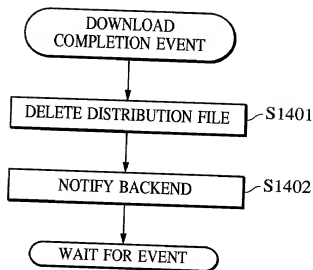 DOWNLOAD
COMPLETION EVENT
DELETE DISTRIBUTION FILE
S1401
NOTIFY BACKEND
S1402
WAIT FOR EVENT